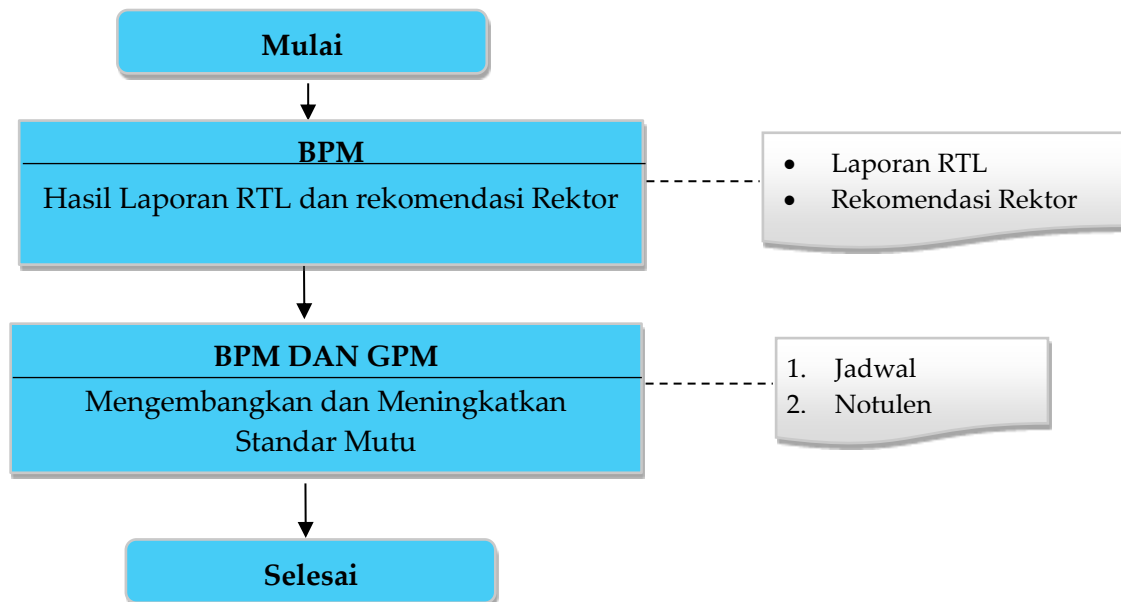 Mulai
BPM
Hasil Laporan RTL dan rekomendasi Rektor
• Laporan RTL
• Rekomendasi Rektor
BPM DAN GPM
Mengembangkan dan Meningkatkan
Standar Mutu
1. Jadwal
2. Notulen
Selesai